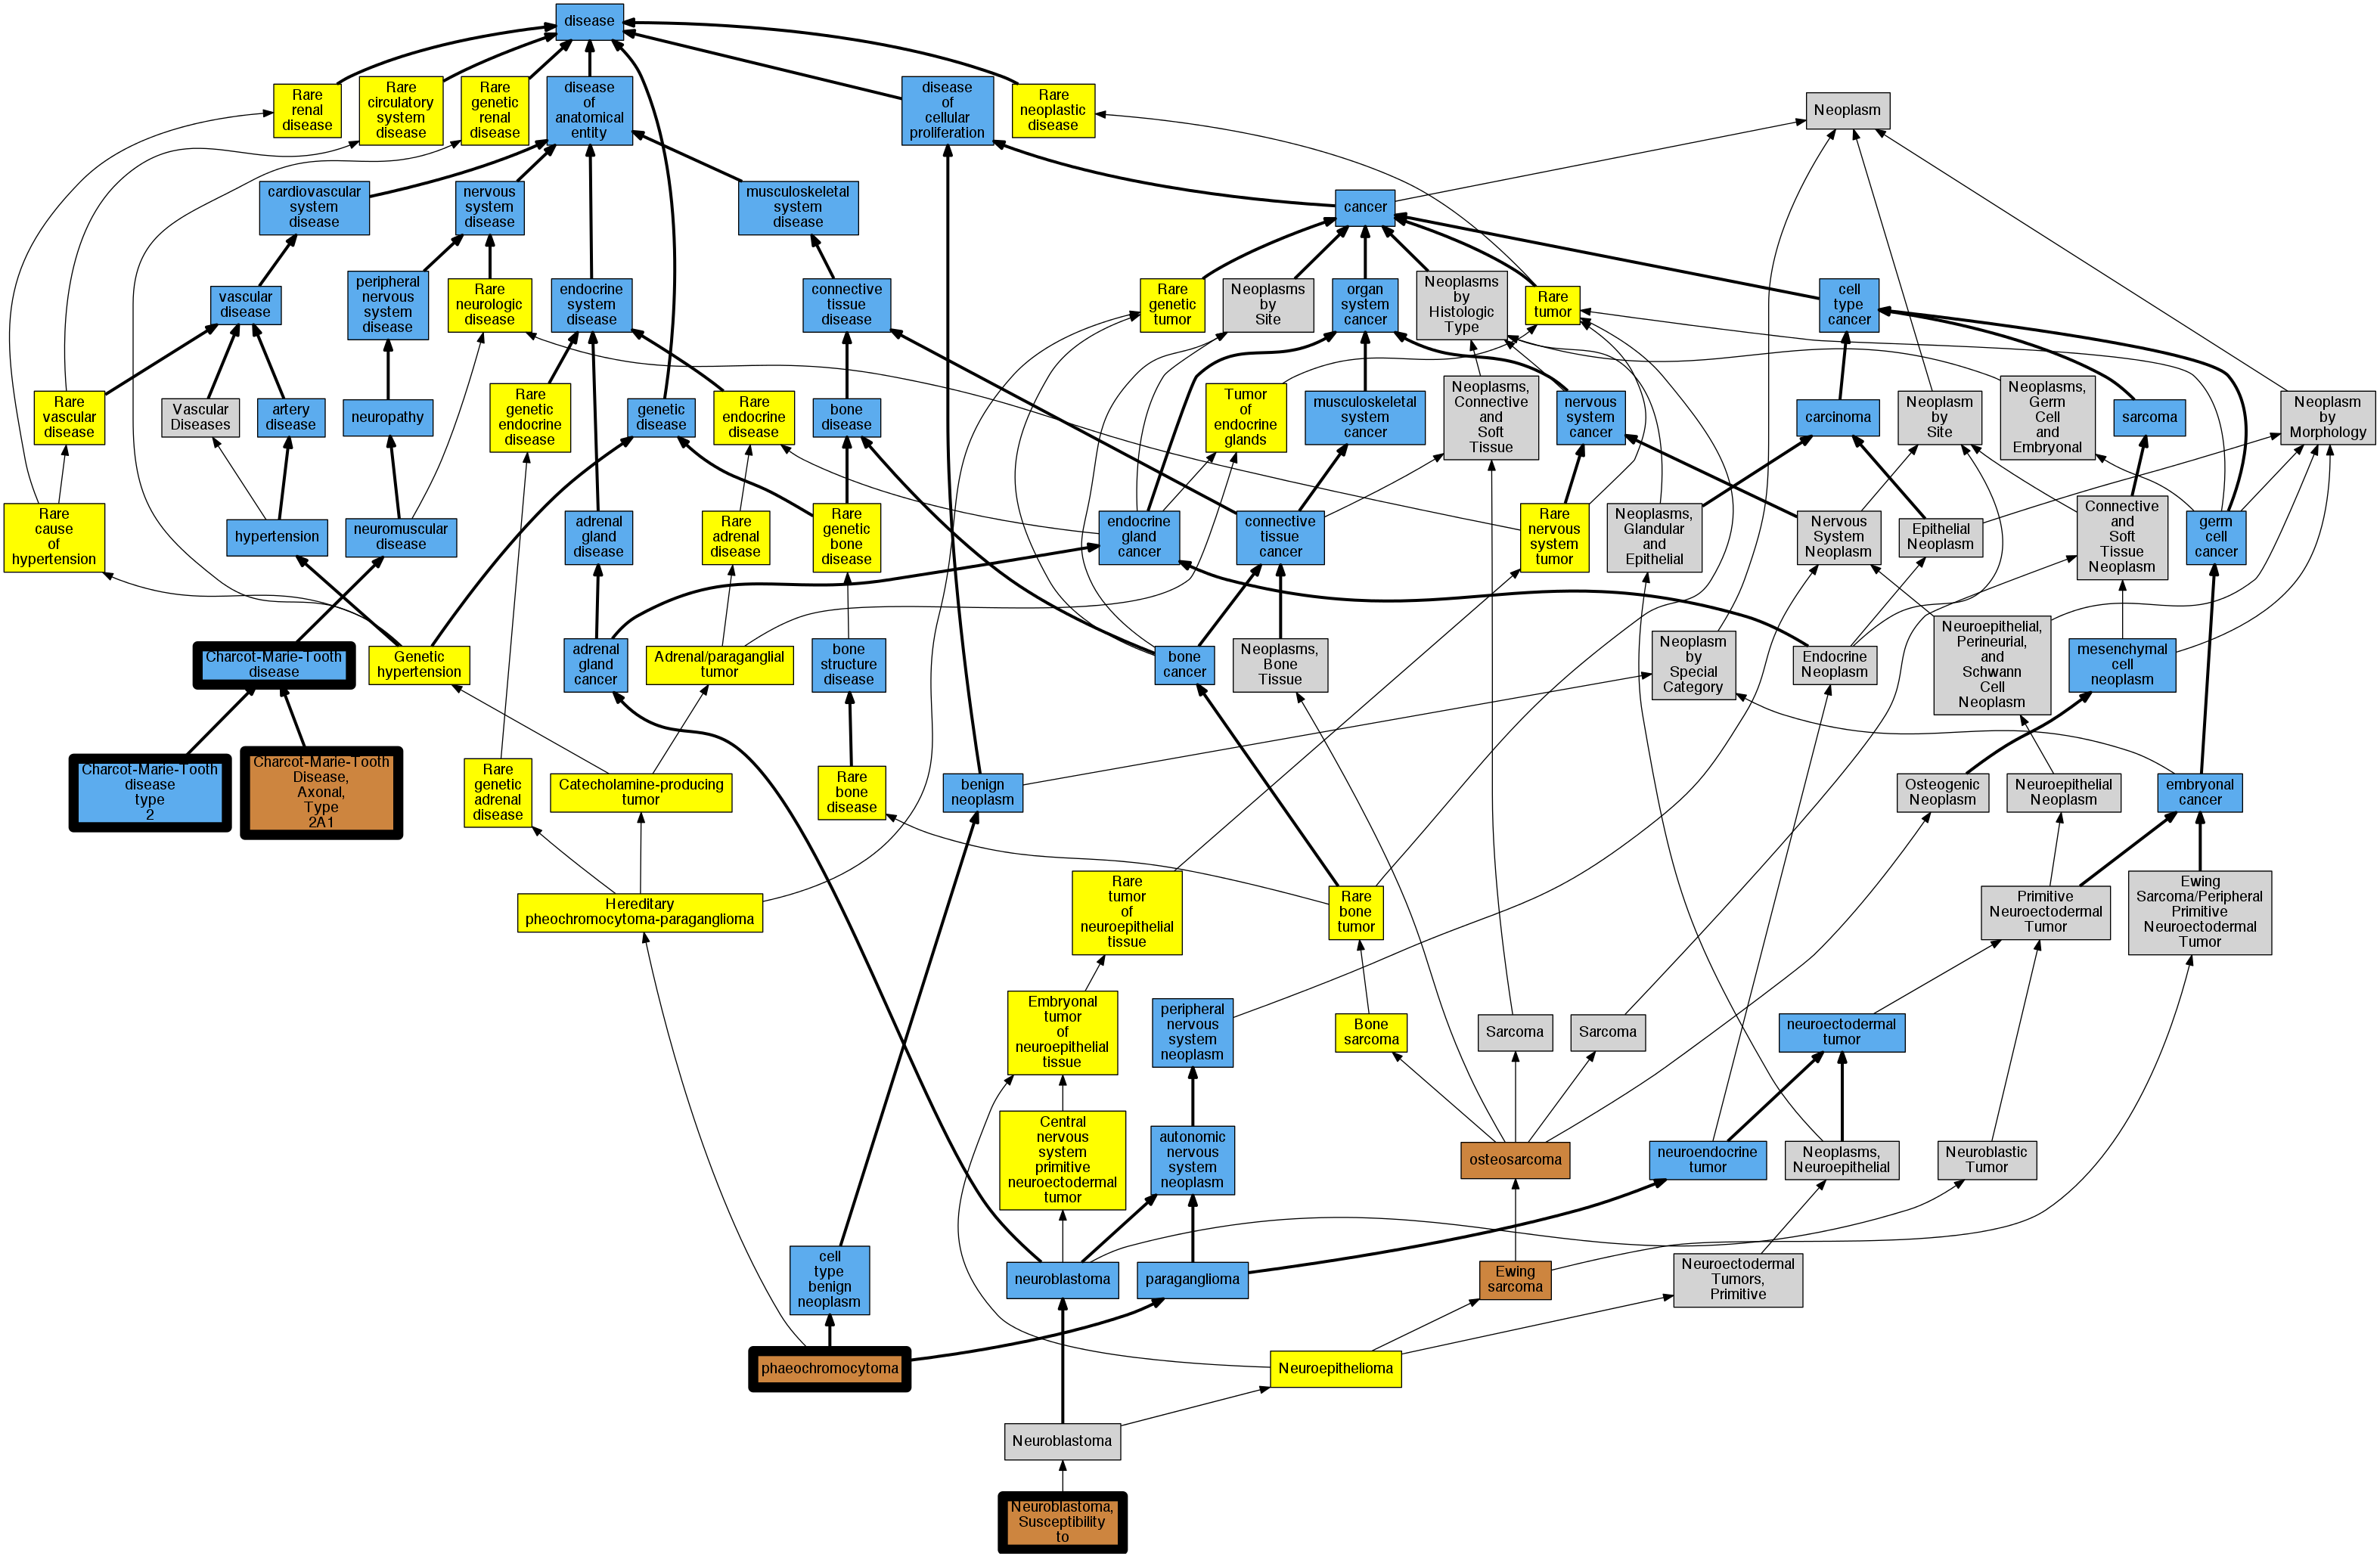 disease
Rare
renal
disease
Rare
circulatory
system
disease
Rare
genetic
renal
disease
disease
of
anatomical
entity
disease
of
cellular
proliferation
Rare
neoplastic
disease
Neoplasm
cardiovascular
system
disease
nervous
system
disease
musculoskeletal
system
disease
cancer
vascular
disease
peripheral
nervous
system
disease
Rare
neurologic
disease
endocrine
system
disease
connective
tissue
disease
Rare
genetic
tumor
Neoplasms
by
Site
organ
system
cancer
Neoplasms
by
Histologic
Type
Rare
tumor
cell
type
cancer
Rare
vascular
disease
Vascular
Diseases
artery
disease
neuropathy
Rare
genetic
endocrine
disease
genetic
disease
Rare
endocrine
disease
bone
disease
Tumor
of
endocrine
glands
musculoskeletal
system
cancer
Neoplasms,
Connective
and
Soft
Tissue
nervous
system
cancer
carcinoma
Neoplasm
by
Site
Neoplasms,
Germ
Cell
and
Embryonal
sarcoma
Neoplasm
by
Morphology
Rare
cause
of
hypertension
hypertension
neuromuscular
disease
adrenal
gland
disease
Rare
adrenal
disease
Rare
genetic
bone
disease
endocrine
gland
cancer
connective
tissue
cancer
Rare
nervous
system
tumor
Neoplasms,
Glandular
and
Epithelial
Nervous
System
Neoplasm
Epithelial
Neoplasm
Connective
and
Soft
Tissue
Neoplasm
germ
cell
cancer
Charcot-Marie-Tooth
disease
Genetic
hypertension
adrenal
gland
cancer
Adrenal/paraganglial
tumor
bone
structure
disease
bone
cancer
Neoplasms,
Bone
Tissue
Neoplasm
by
Special
Category
Endocrine
Neoplasm
Neuroepithelial,
Perineurial,
and
Schwann
Cell
Neoplasm
mesenchymal
cell
neoplasm
Charcot-Marie-Tooth
disease
type
2
Charcot-Marie-Tooth
Disease,
Axonal,
Type
2A1
Rare
genetic
adrenal
disease
Catecholamine-producing
tumor
Rare
bone
disease
benign
neoplasm
Osteogenic
Neoplasm
Neuroepithelial
Neoplasm
embryonal
cancer
Hereditary
pheochromocytoma-paraganglioma
Rare
tumor
of
neuroepithelial
tissue
Rare
bone
tumor
Primitive
Neuroectodermal
Tumor
Ewing
Sarcoma/Peripheral
Primitive
Neuroectodermal
Tumor
Embryonal
tumor
of
neuroepithelial
tissue
peripheral
nervous
system
neoplasm
Bone
sarcoma
Sarcoma
Sarcoma
neuroectodermal
tumor
Central
nervous
system
primitive
neuroectodermal
tumor
autonomic
nervous
system
neoplasm
osteosarcoma
neuroendocrine
tumor
Neoplasms,
Neuroepithelial
Neuroblastic
Tumor
cell
type
benign
neoplasm
neuroblastoma
paraganglioma
Ewing
sarcoma
Neuroectodermal
Tumors,
Primitive
phaeochromocytoma
Neuroepithelioma
Neuroblastoma
Neuroblastoma,
Susceptibility
to